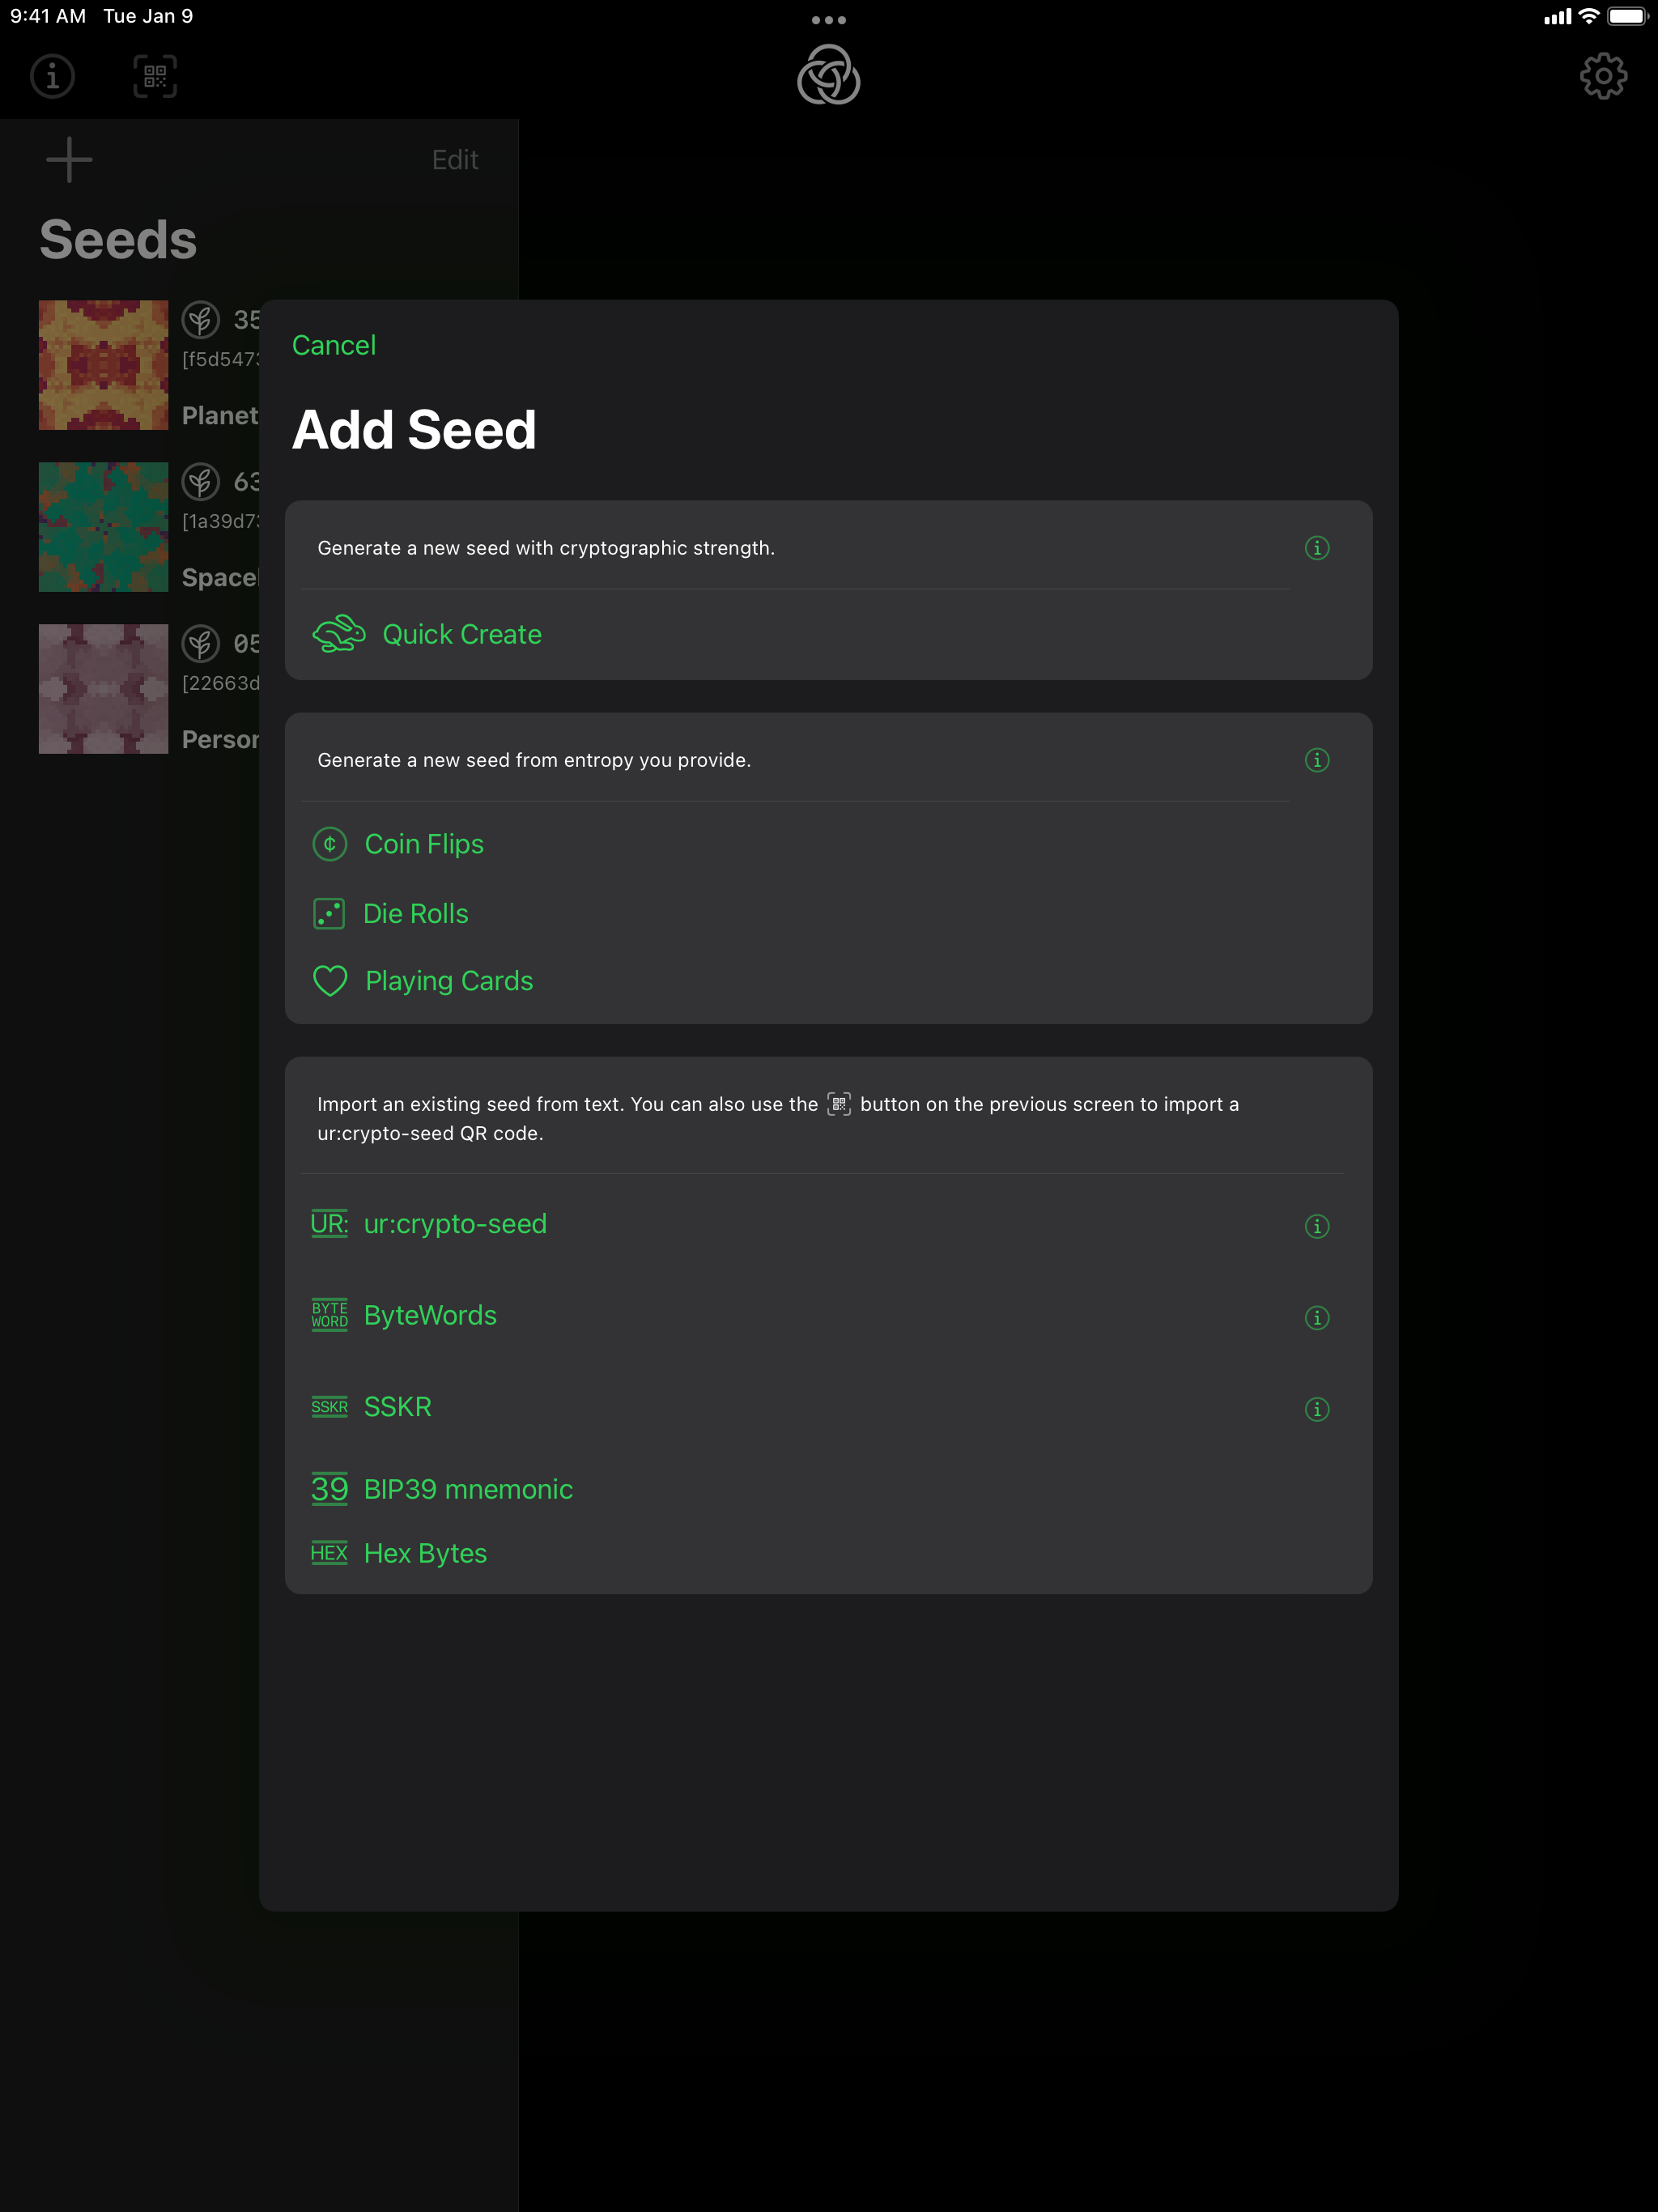 9:41 AM Tue Jan 9
Edit
Seeds
35
[f5d547
Planet
63
[1a39d7
Space
05
[22663d
Person
Cancel
Add Seed
Generate a new seed with cryptographic strength.
Quick Create
Generate a new seed from entropy you provide.
Coin Flips
Die Rolls
Playing Cards
Import an existing seed from text. You can also use the button on the previous screen to import a
ur:crypto-seed QR code.
UR: ur:crypto-seed
BYTE
WORD ByteWords
SSKR SSKR
39 BIP39 mnemonic
HEX Hex Bytes